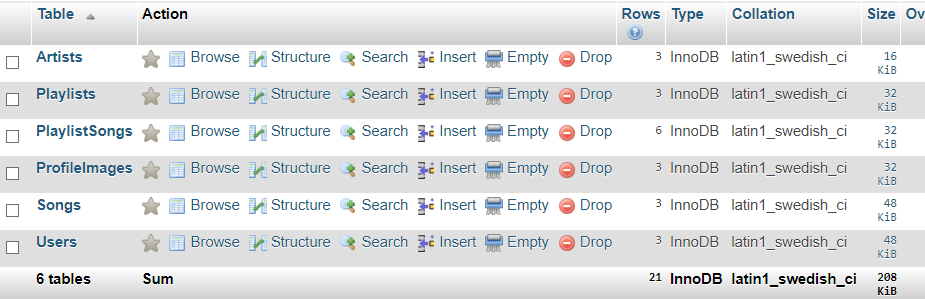 Table Action Rows Type Collation Size Ov
Artists Browse Structure Search Insert Empty Drop 3 InnoDB latin1_swedish_ci 16 KiB
Playlists Browse Structure Search Insert Empty Drop 3 InnoDB latin1_swedish_ci 32 KiB
PlaylistSongs Browse Structure Search Insert Empty Drop 6 InnoDB latin1_swedish_ci 32 KiB
ProfileImages Browse Structure Search Insert Empty Drop 3 InnoDB latin1_swedish_ci 32 KiB
Songs Browse Structure Search Insert Empty Drop 3 InnoDB latin1_swedish_ci 48 KiB
Users Browse Structure Search Insert Empty Drop 3 InnoDB latin1_swedish_ci 48 KiB
6 tables Sum 21 InnoDB latin1_swedish_ci 208 KiB